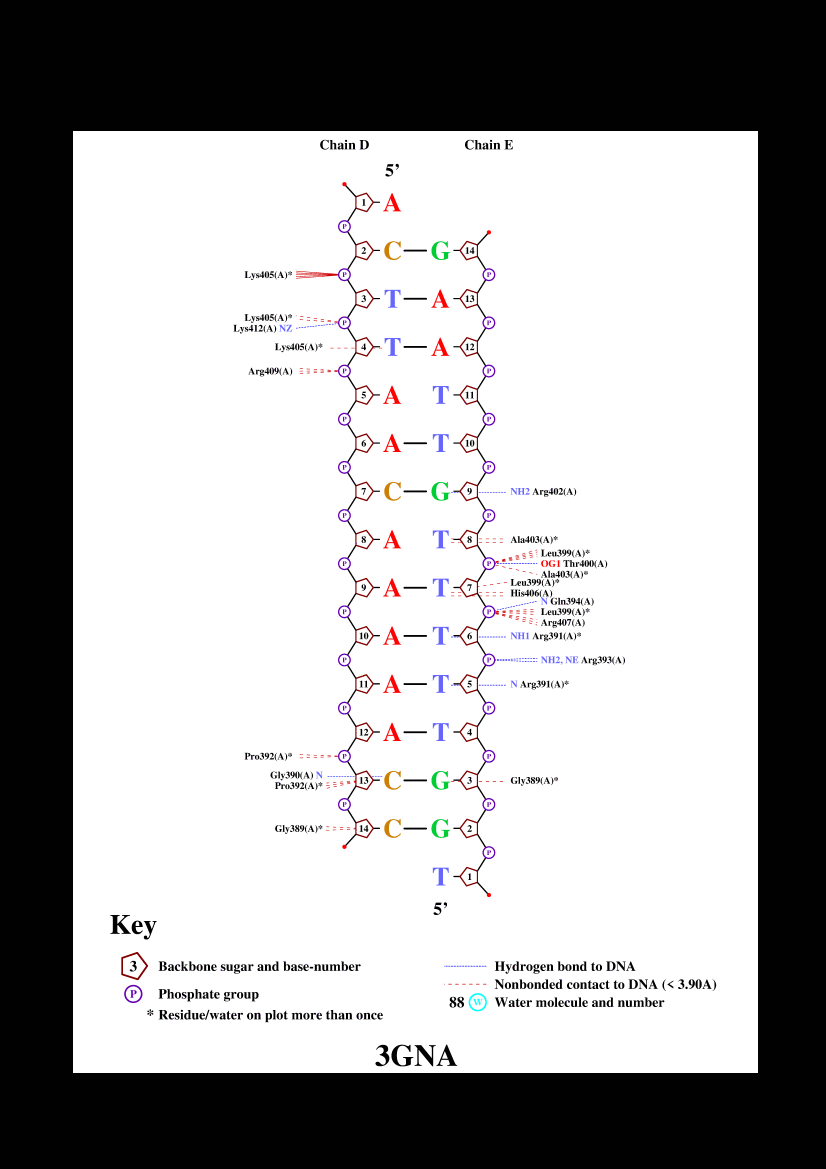 Chain D Chain E
5’
1 A
P
2 C G 14
Lys405(A)* P P
3 T A 13
Lys405(A)* P P
Lys412(A) NZ
Lys405(A)* 4 T A 12
Arg409(A) P P
5 A T 11
P P
6 A T 10
P P
7 C G 9 NH2 Arg402(A)
P P
8 A T 8 Ala403(A)*
Leu399(A)*
P P OG1 Thr400(A)
Ala403(A)*
Leu399(A)*
9 A T 7
His406(A)
N Gln394(A)
P P Leu399(A)*
Arg407(A)
10 A T 6 NH1 Arg391(A)*
P P NH2, NE Arg393(A)
11 A T 5 N Arg391(A)*
P P
12 A T 4
Pro392(A)* P P
Gly390(A) N
13 C G 3 Gly389(A)*
Pro392(A)*
P P
Gly389(A)* 14 C G 2
P
T 1
5’
Key
3 Backbone sugar and base-number
P Phosphate group
* Residue/water on plot more than once
Hydrogen bond to DNA
Nonbonded contact to DNA (< 3.90A)
88 W Water molecule and number
3GNA